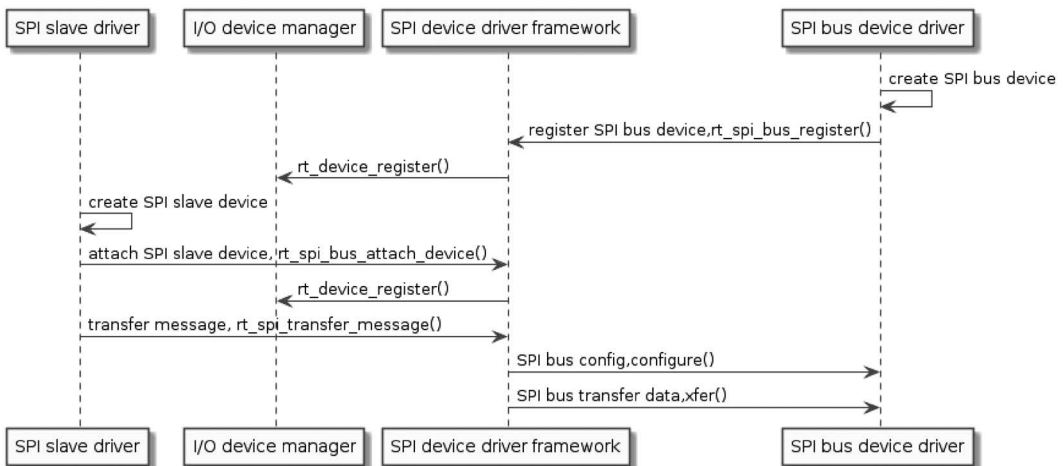 SPI slave driver
I/O device manager
SPI device driver framework
SPI bus device driver
create SPI bus device
register SPI bus device,rt_spi_bus_register()
rt_device_register()
create SPI slave device
attach SPI slave device, rt_spi_bus_attach_device()
rt_device_register()
transfer message, rt_spi_transfer_message()
SPI bus config,configure()
SPI bus transfer data,xfer()
SPI slave driver
I/O device manager
SPI device driver framework
SPI bus device driver